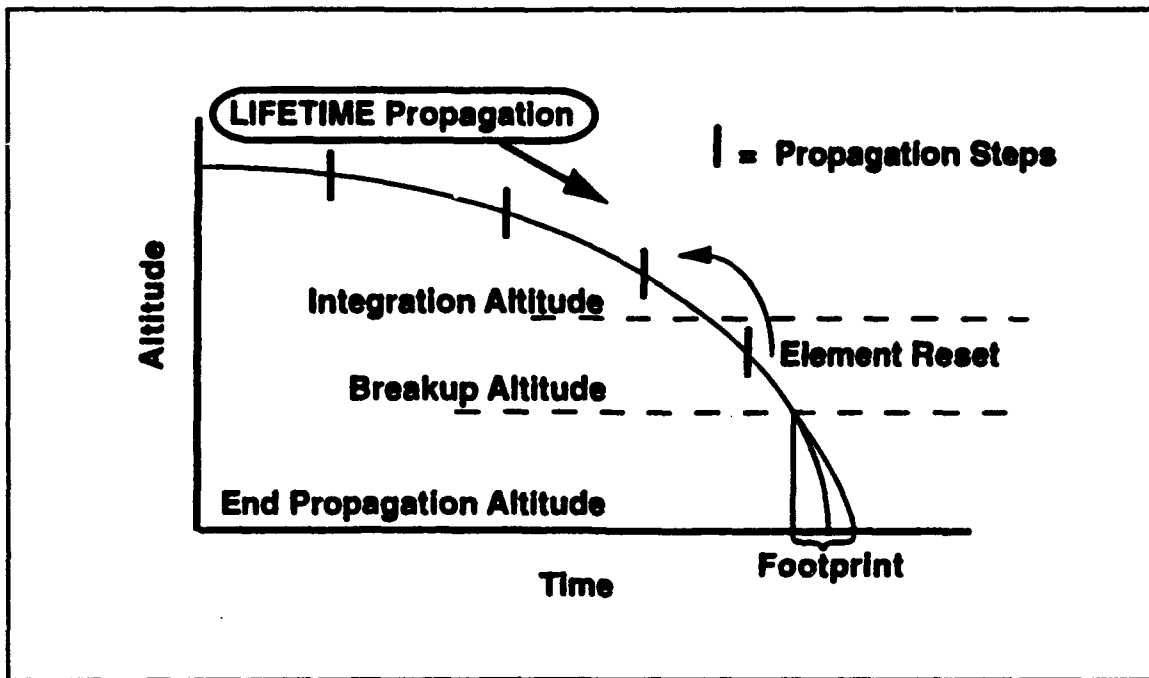 LIFETIME Propagation
| = Propagation Steps
Altitude
Integration Altitude
Element Reset
Breakup Altitude
End Propagation Altitude
Footprint
Time